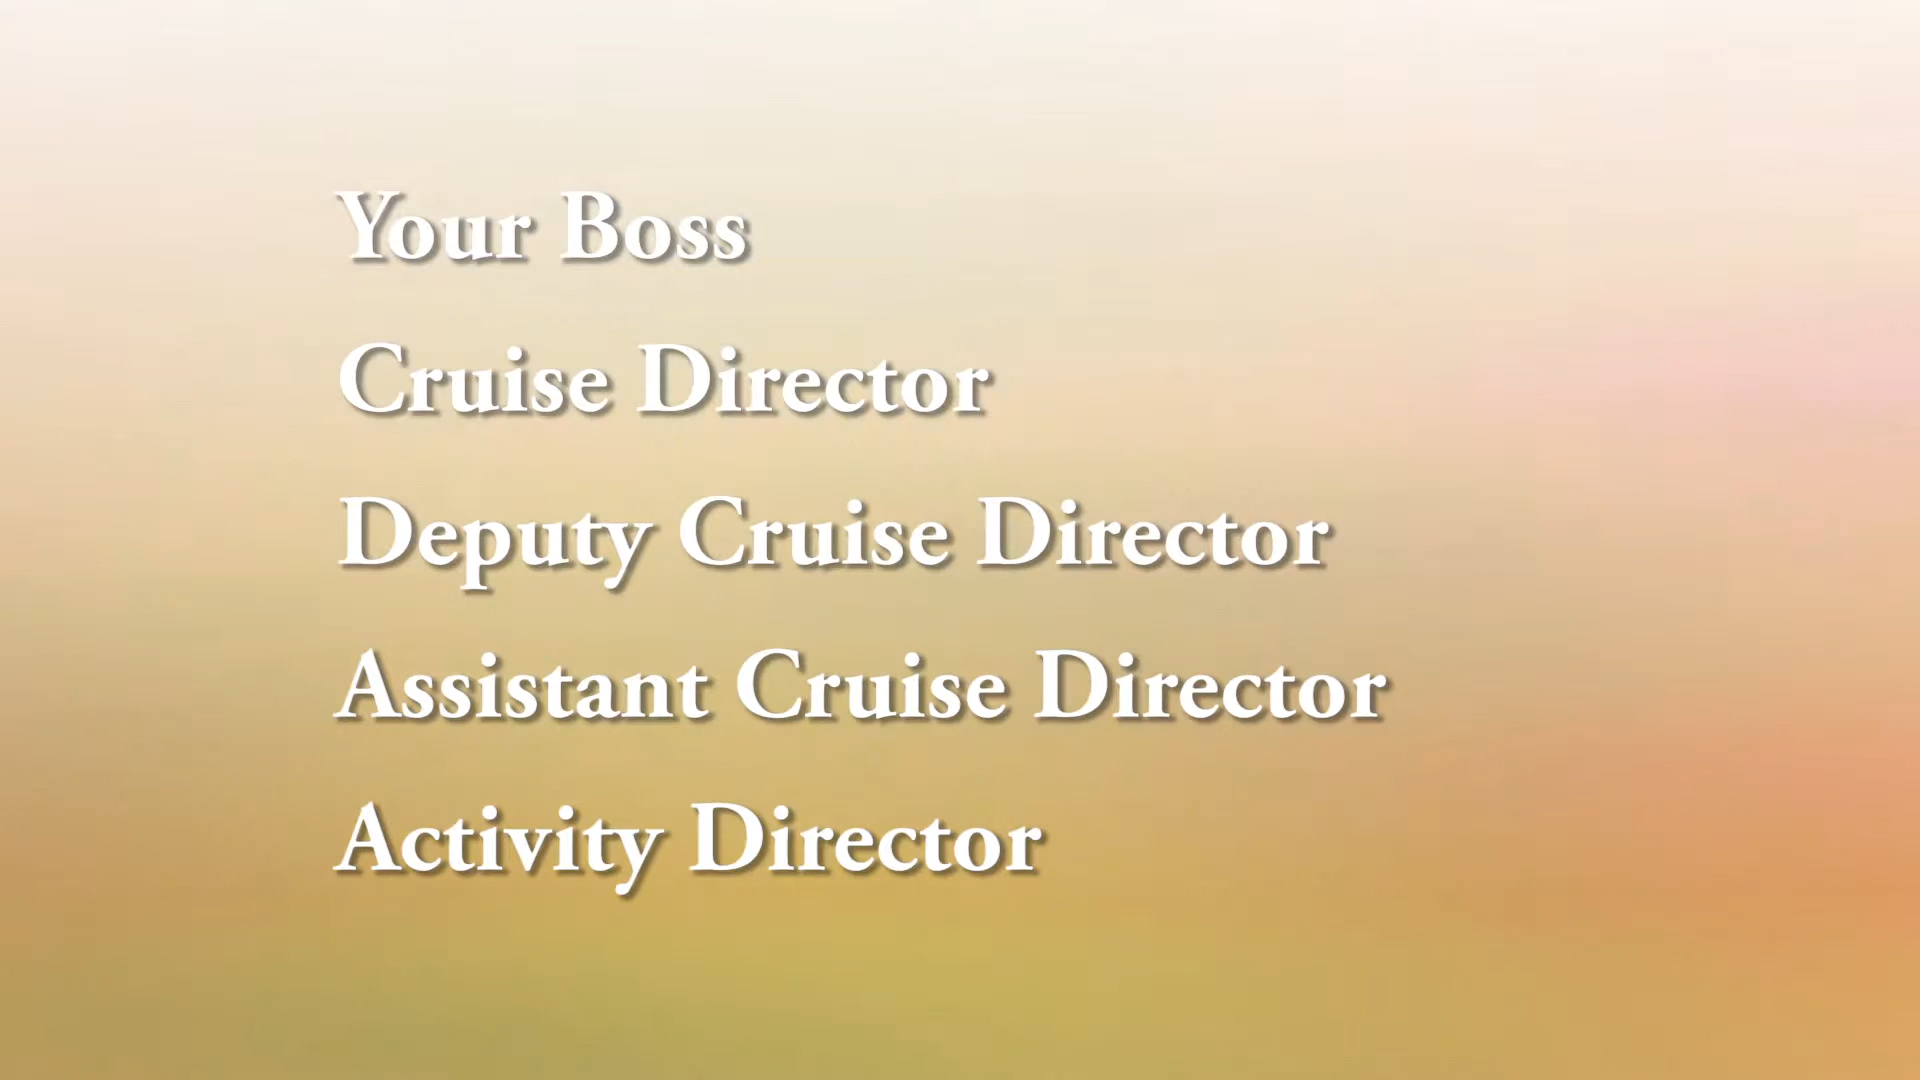 Your Boss
Cruise Director
Deputy Cruise Director
Assistant Cruise Director
Activity Director